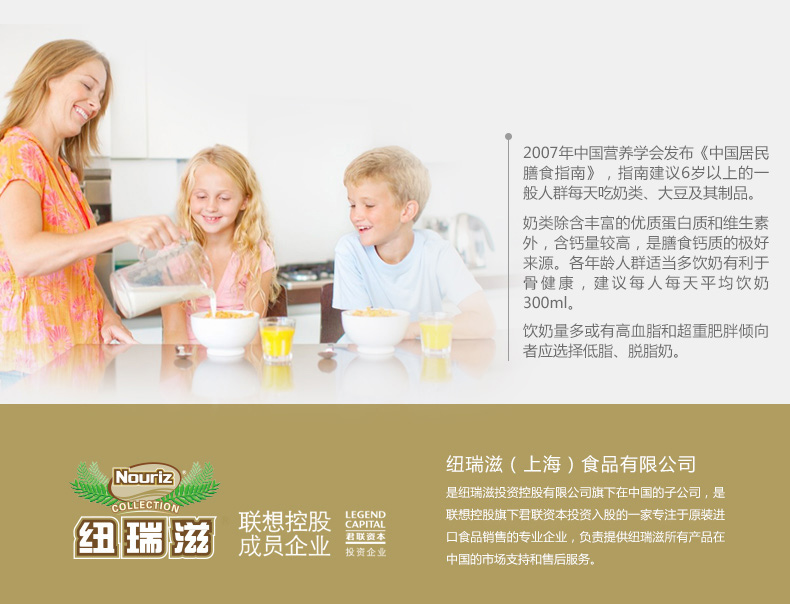 2007年中国营养学会发布《中国居民
膳食指南》，指南建议6岁以上的一
般人群每天吃奶类、大豆及其制品。
奶类除含丰富的优质蛋白质和维生素
外，含钙量较高，是膳食钙质的极好
来源。各年龄人群适当多饮奶有利于
骨健康，建议每人每天平均饮奶
300ml。
饮奶量多或有高血脂和超重肥胖倾向
者应选择低脂、脱脂奶。
Nouriz
COLLECTION
纽瑞滋
联想控股
成员企业
LEGEND
CAPITAL
君联资本
投资企业
纽瑞滋（上海）食品有限公司
是纽瑞滋投资控股有限公司旗下在中国的子公司，是
联想控股旗下君联资本投资入股的一家专注于原装进
口食品销售的专业企业，负责提供纽瑞滋所有产品在
中国的市场支持和售后服务。